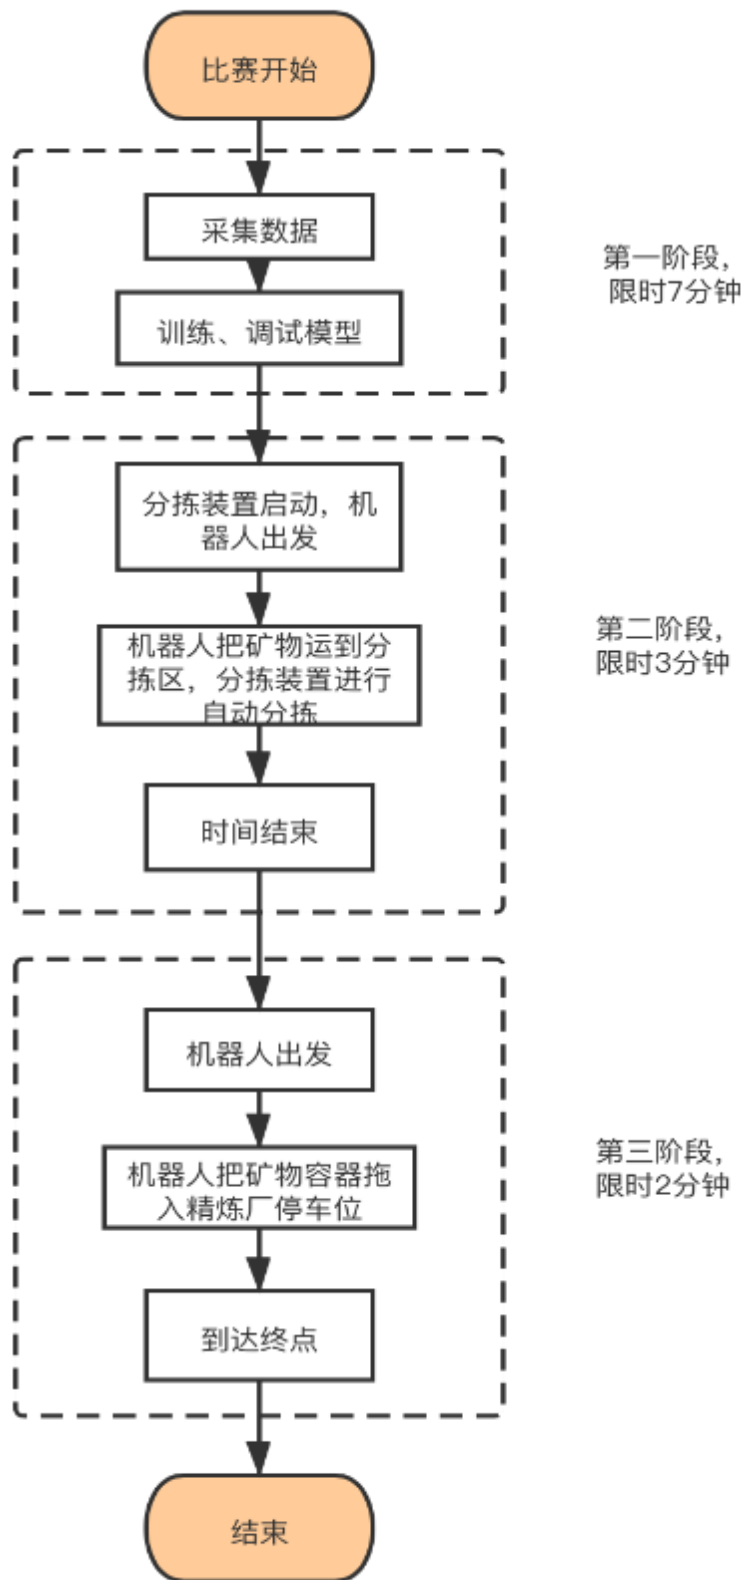 比赛开始
采集数据
训练、调试模型
第一阶段，
限时7分钟
分拣装置启动，机
器人出发
机器人把矿物运到分
拣区，分拣装置进行
自动分拣
时间结束
第二阶段，
限时3分钟
机器人出发
机器人把矿物容器拖
入精炼厂停车位
到达终点
第三阶段，
限时2分钟
结束